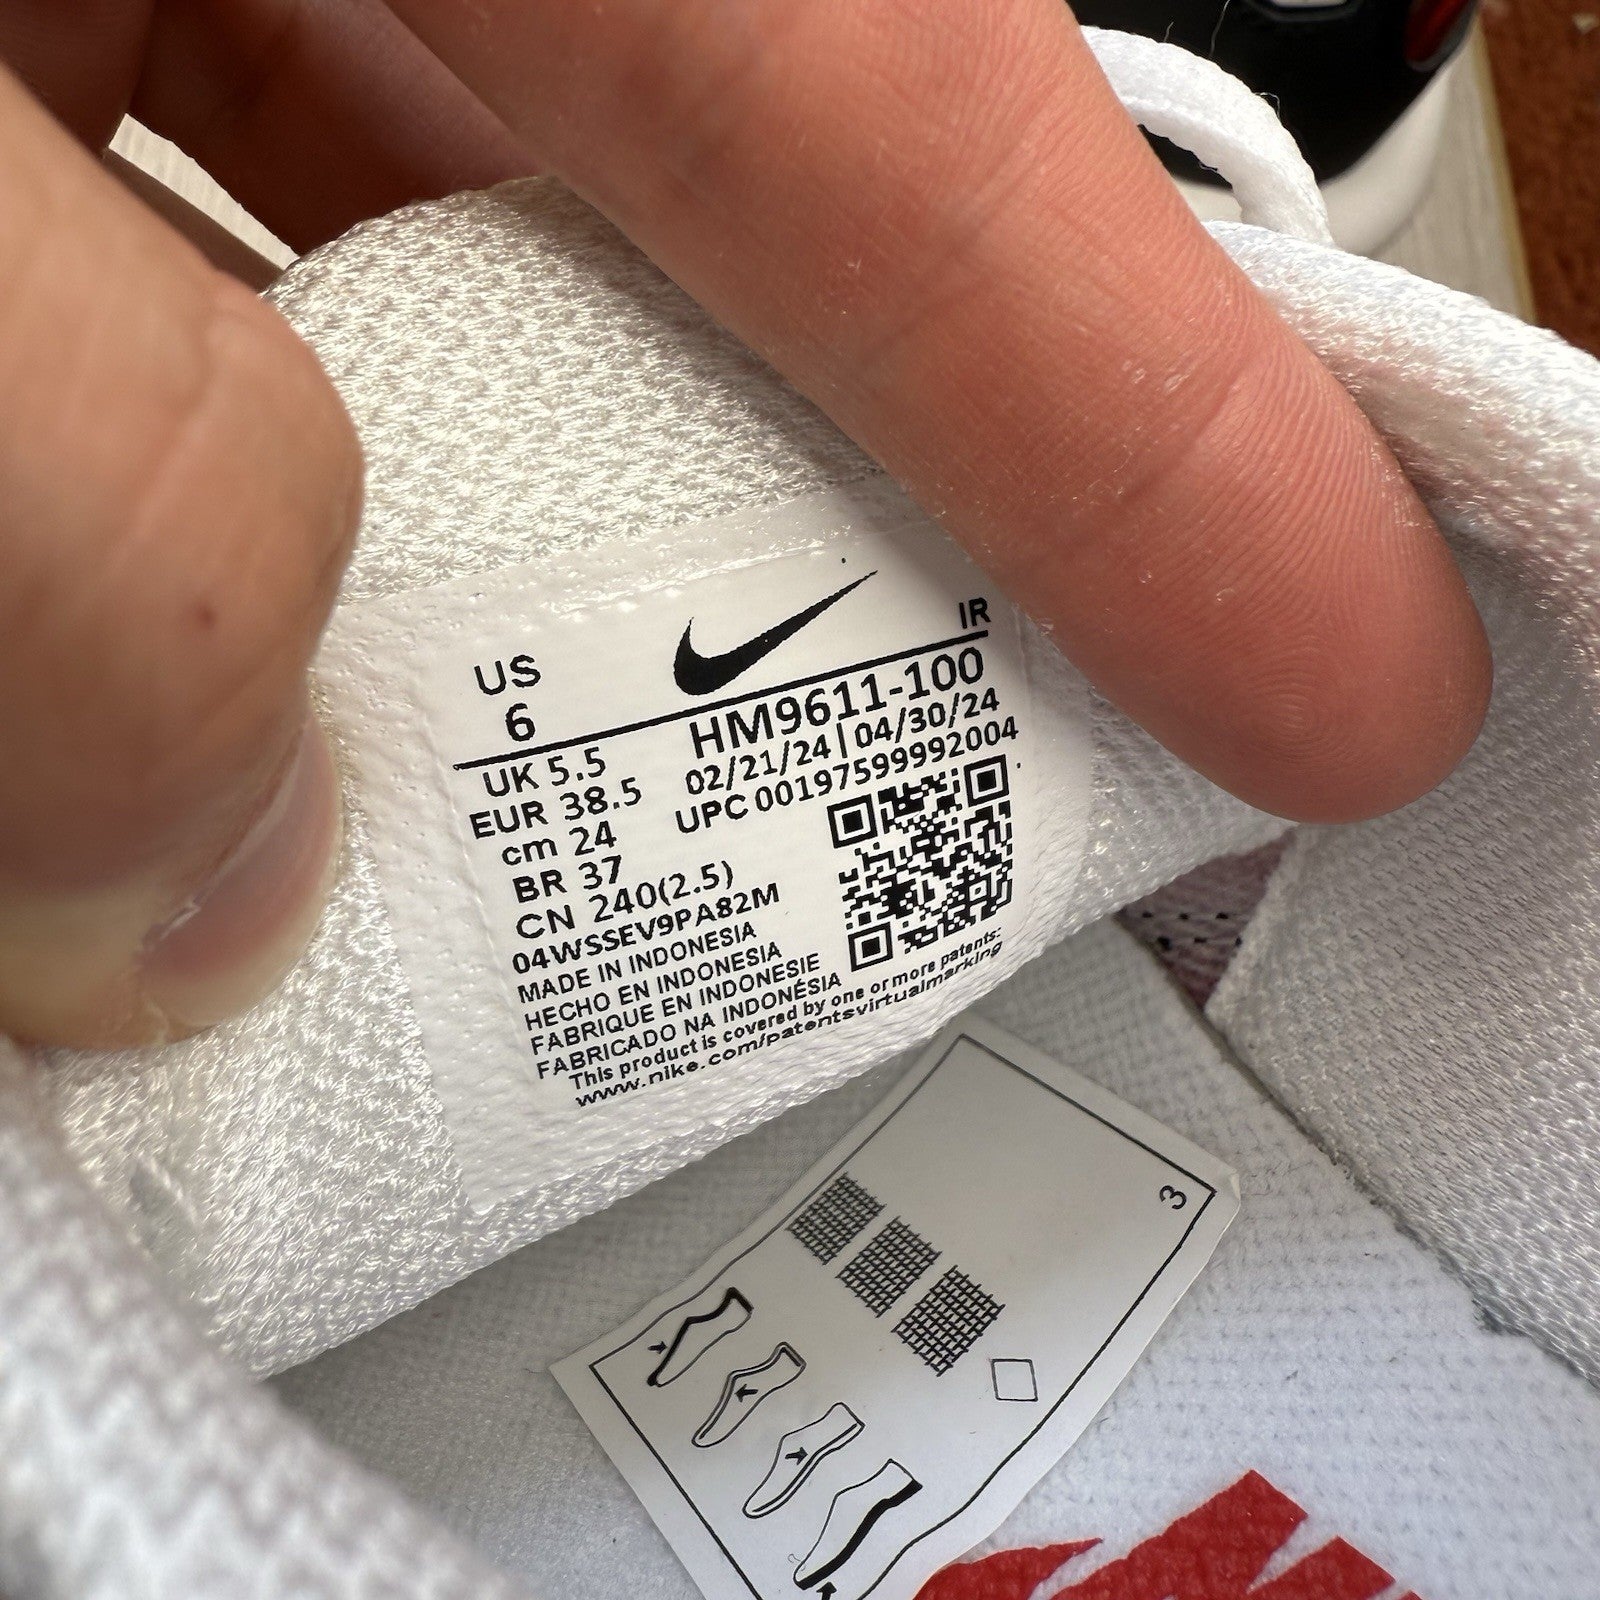 US
6
IR
UK 5.5
EUR 38.5
cm 24
BR 37
CN 240(2.5)
HM9611-100
02/21/24 | 04/30/24
UPC 00197599992004
04WSSEV9PA82M
MADE IN INDONESIA
HECHO EN INDONESIA
FABRIQUE EN INDONESIE
FABRICADO NA INDONÉSIA
This product is covered by one or more patents:
www.nike.com/patentsvirtualmarking
3